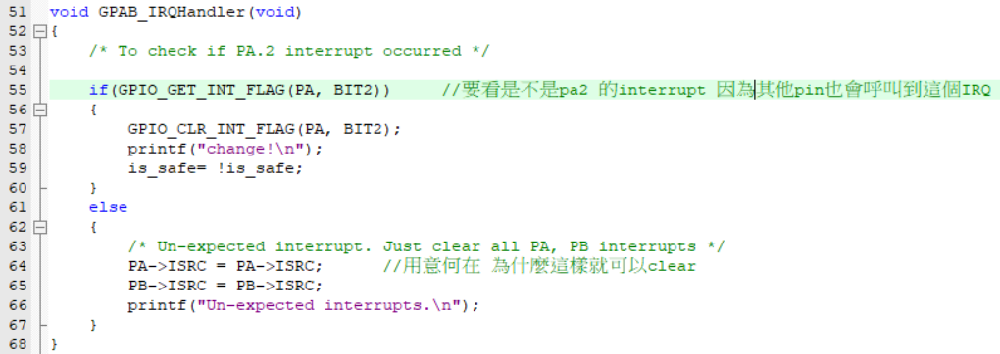 51 void GPAB_IRQHandler(void)
52 {
53 /* To check if PA.2 interrupt occurred */
54
55 if(GPIO_GET_INT_FLAG(PA, BIT2)) //要看是不是pa2 的interrupt 因為其他pin也會呼叫到這個IRQ
56 {
57 GPIO_CLR_INT_FLAG(PA, BIT2);
58 printf("change!\n");
59 is_safe= !is_safe;
60 }
61 else
62 {
63 /* Un-expected interrupt. Just clear all PA, PB interrupts */
64 PA->ISRC = PA->ISRC; //用意何在 為什麼這樣就可以clear
65 PB->ISRC = PB->ISRC;
66 printf("Un-expected interrupts.\n");
67 }
68 }